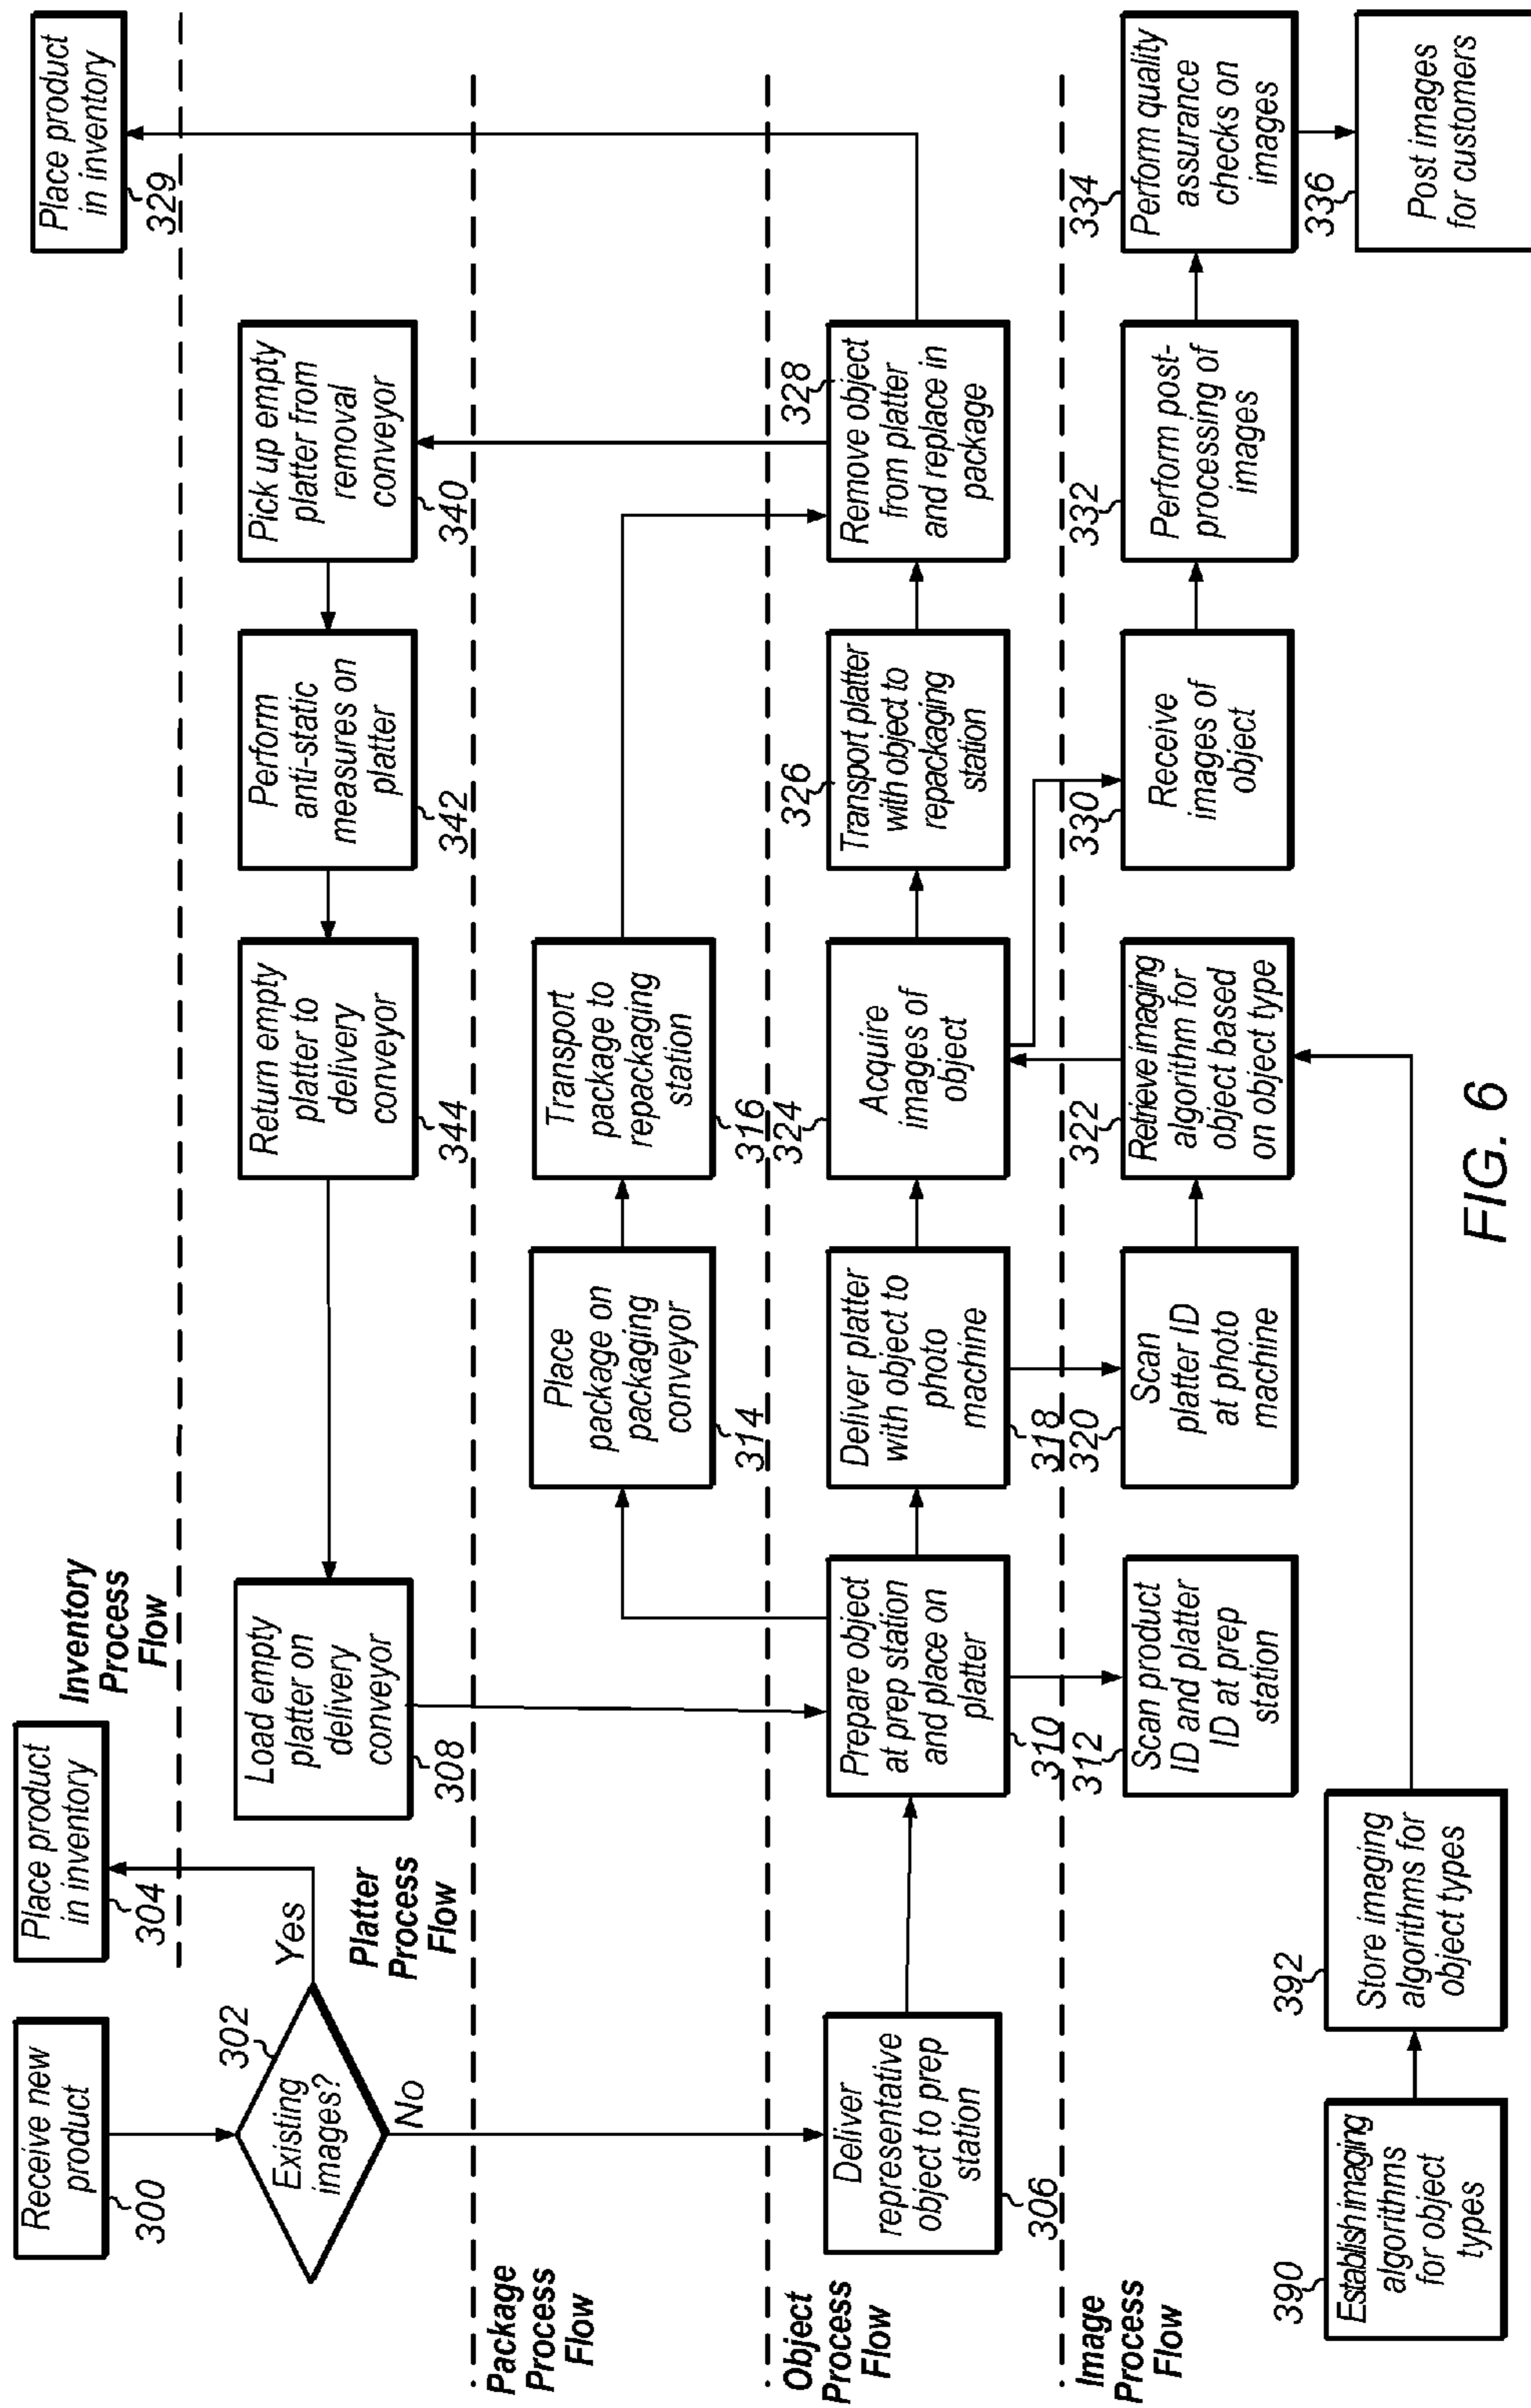 Receive new
product
300
Existing
images?
302
Yes
No
Place product
in inventory
304
Inventory
Process
Flow
Place product
in inventory
329
Platter
Process
Flow
Load empty
platter on
delivery
conveyor
308
Return empty
platter to
delivery
conveyor
344
Perform
anti-static
measures on
platter
342
Pick up empty
platter from
removal
conveyor
340
Package
Process
Flow
Place
package on
packaging
conveyor
314
Transport
package to
repackaging
station
316
Object
Process
Flow
Deliver
representative
object to prep
station
306
Prepare object
at prep station
and place on
platter
310
Deliver platter
with object to
photo
machine
318
324
Acquire
images of
object
326
Transport platter
with object to
repackaging
station
328
Remove object
from platter
and replace in
package
Image
Process
Flow
312
Scan product
ID and platter
ID at prep
station
320
Scan
platter ID
at photo
machine
322
Retrieve imaging
algorithm for
object based
on object type
330
Receive
images of
object
332
Perform post-
processing of
images
334
Perform quality
assurance
checks on
images
336
Post images
for customers
390
Establish imaging
algorithms
for object
types
392
Store imaging
algorithms for
object types
FIG. 6